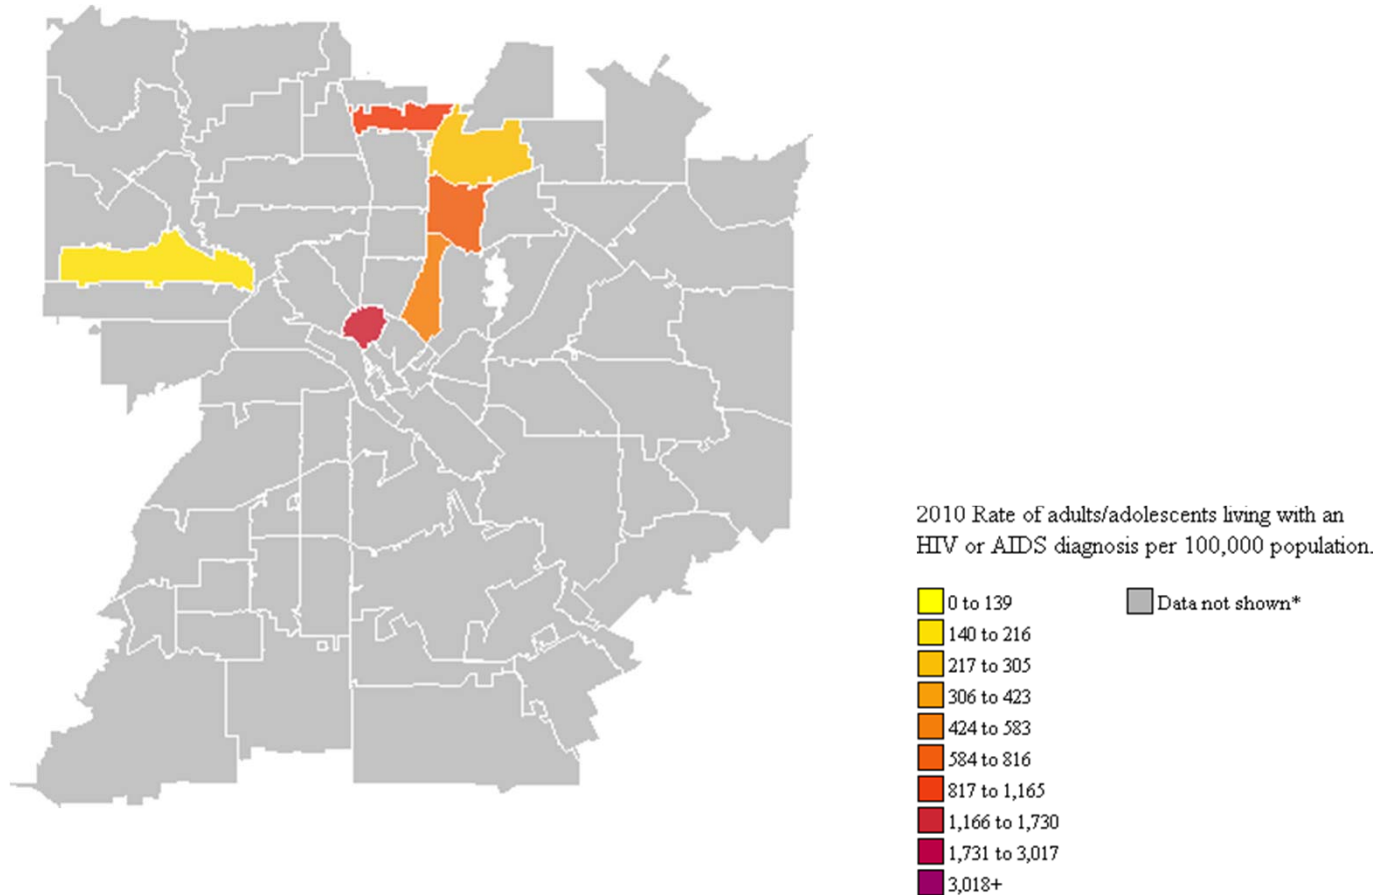 2010 Rate of adults/adolescents living with an
HIV or AIDS diagnosis per 100,000 population.
0 to 139
Data not shown*
140 to 216
217 to 305
306 to 423
424 to 583
584 to 816
817 to 1,165
1,166 to 1,730
1,731 to 3,017
3,018+